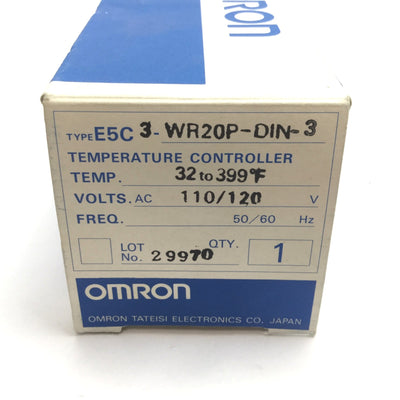 OMRON
TYPE E5C 3-WR20P-DIN-3
TEMPERATURE CONTROLLER
TEMP. 32 to 399°F
VOLTS. AC 110/120 V
FREQ. 50/60 Hz
LOT No. 29970 QTY. 1
OMRON
OMRON TATEISI ELECTRONICS CO. JAPAN